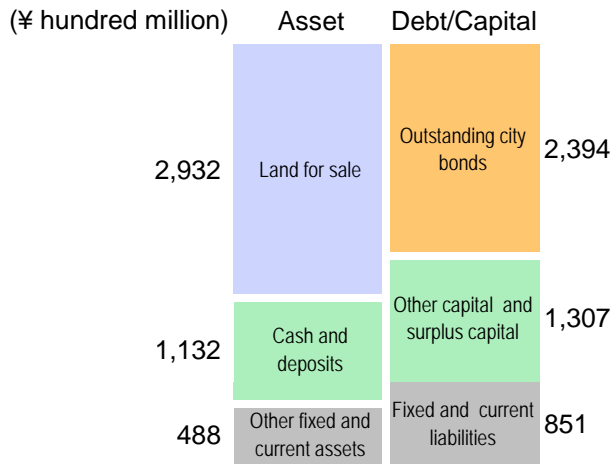 (¥ hundred million) Asset Debt/Capital
2,932 Land for sale
Outstanding city
bonds
2,394
1,132
Cash and
deposits
Other capital and
surplus capital
1,307
488
Other fixed and
current assets
Fixed and current
liabilities
851